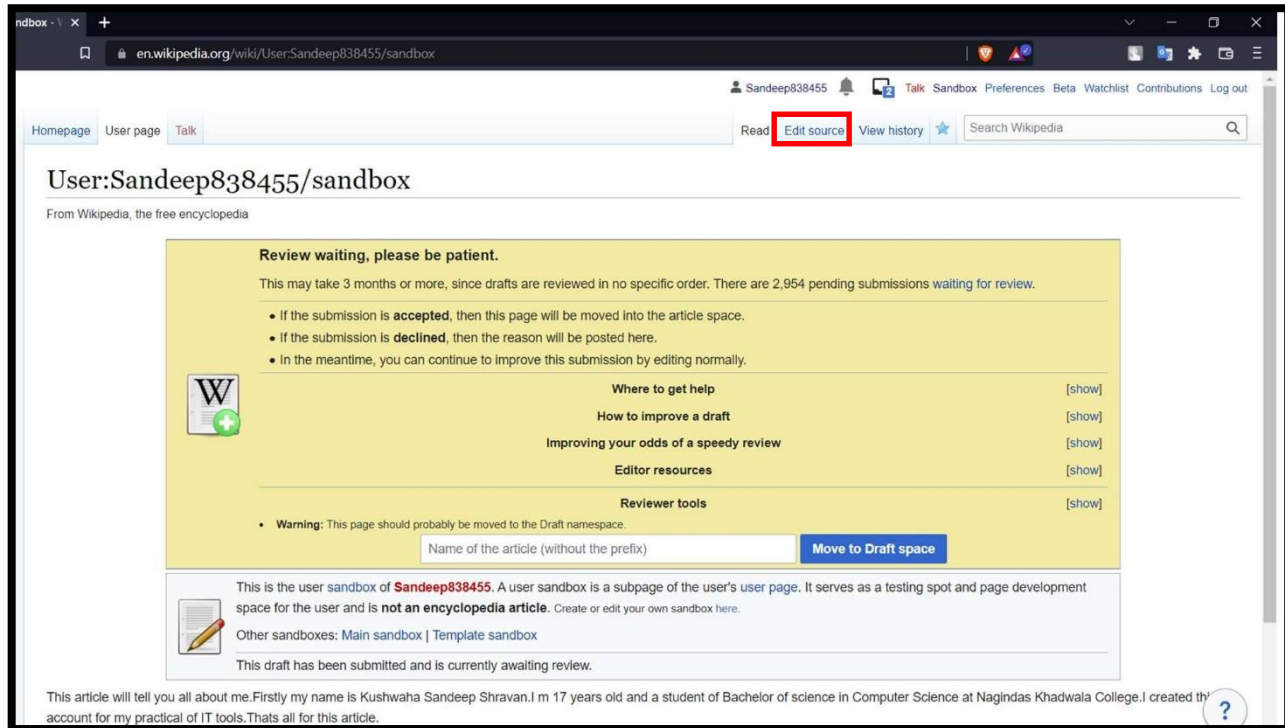 ndbox - W
en.wikipedia.org/wiki/User:Sandeep838455/sandbox
Sandeep838455 2 Talk Sandbox Preferences Beta Watchlist Contributions Log out
Homepage User page Talk Read Edit source View history Search Wikipedia
User:Sandeep838455/sandbox
From Wikipedia, the free encyclopedia
Review waiting, please be patient.
This may take 3 months or more, since drafts are reviewed in no specific order. There are 2,954 pending submissions waiting for review.
• If the submission is accepted, then this page will be moved into the article space.
• If the submission is declined, then the reason will be posted here.
• In the meantime, you can continue to improve this submission by editing normally.
W
Where to get help [show]
How to improve a draft [show]
Improving your odds of a speedy review [show]
Editor resources [show]
Reviewer tools [show]
• Warning: This page should probably be moved to the Draft namespace.
Name of the article (without the prefix) Move to Draft space
This is the user sandbox of Sandeep838455. A user sandbox is a subpage of the user's user page. It serves as a testing spot and page development
space for the user and is not an encyclopedia article. Create or edit your own sandbox here.
Other sandboxes: Main sandbox | Template sandbox
This draft has been submitted and is currently awaiting review.
This article will tell you all about me.Firstly my name is Kushwaha Sandeep Shravan.I m 17 years old and a student of Bachelor of science in Computer Science at Nagindas Khadwala College.I created
account for my practical of IT tools.Thats all for this article.
?